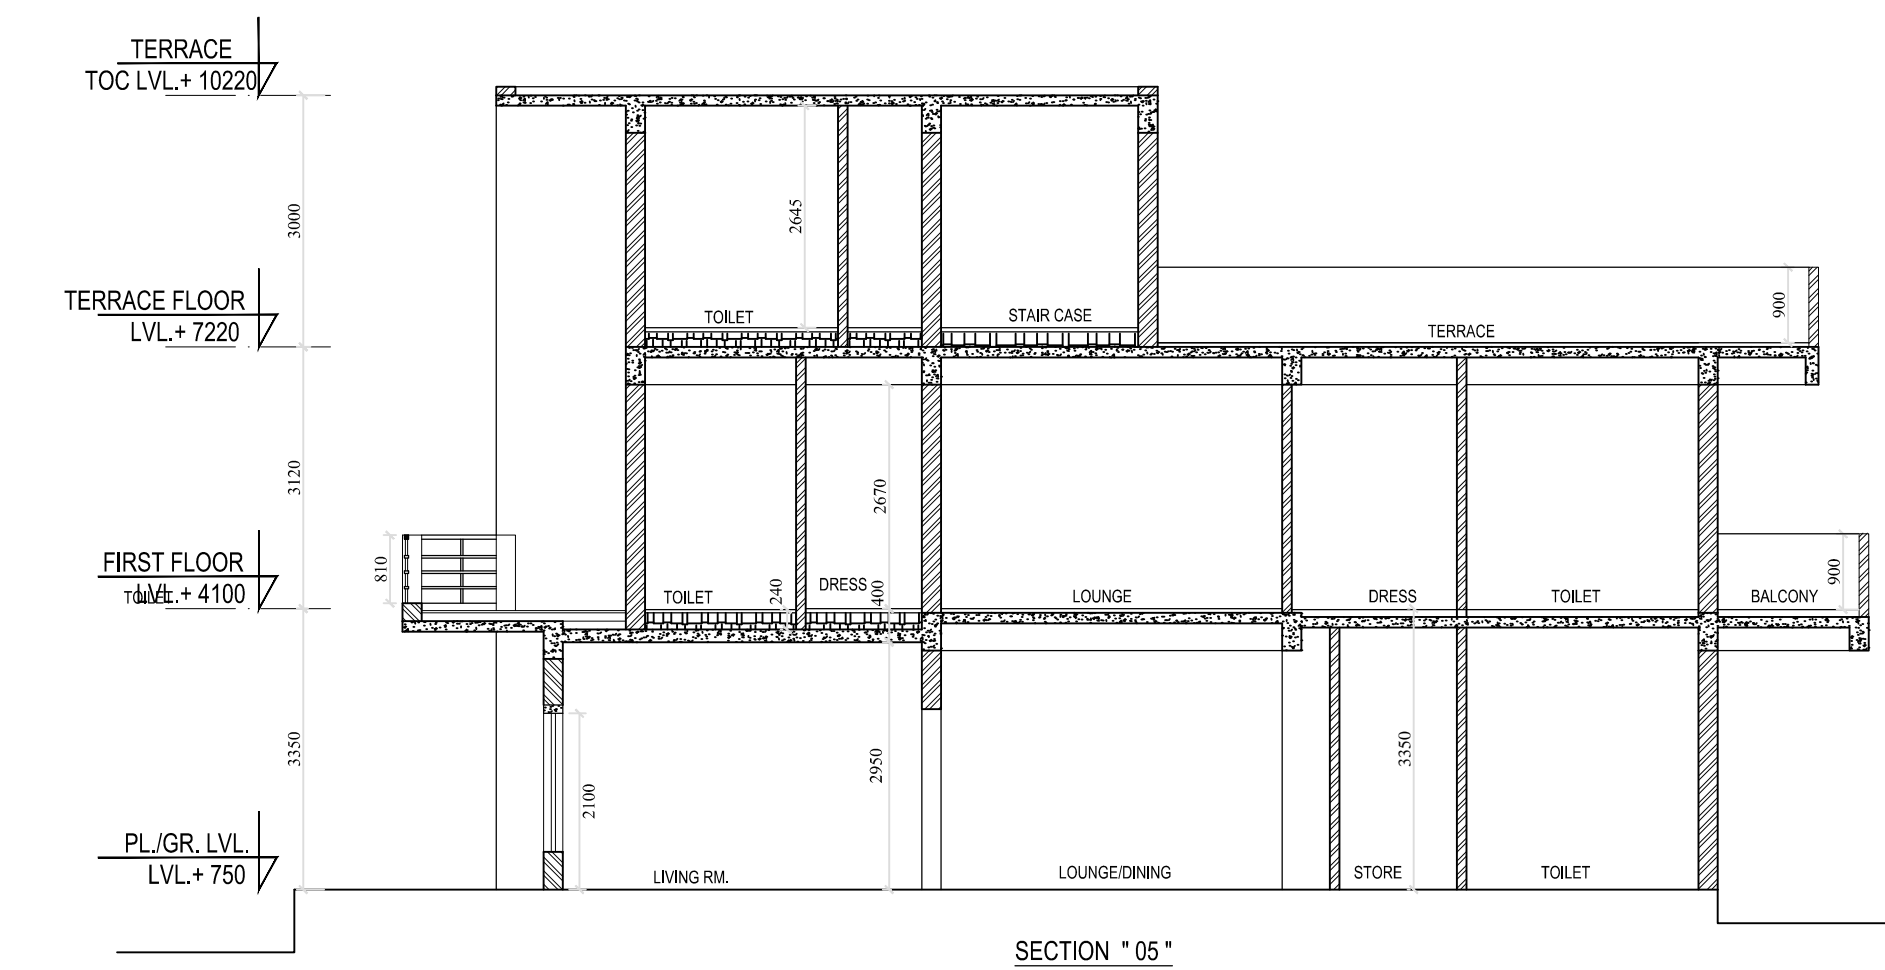 TERRACE
TOC LVL.+ 10220
3000
2645
TERRACE FLOOR
LVL.+ 7220
TOILET
STAIR CASE
TERRACE
900
3120
2670
FIRST FLOOR
LVL.+ 4100
TOILET
810
TOILET
240
DRESS
400
LOUNGE
DRESS
TOILET
BALCONY
900
3350
2100
2950
3350
PL./GR. LVL.
LVL.+ 750
LIVING RM.
LOUNGE/DINING
STORE
TOILET
SECTION " 05 "